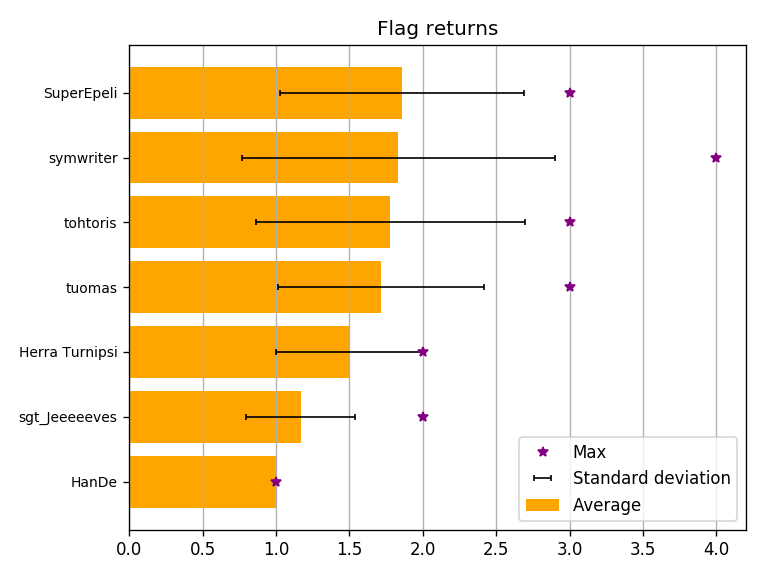 Flag returns
SuperEpeli
symwriter
tohtoris
tuomas
Herra Turnipsi
sgt_Jeeeeeves
HanDe
Max
Standard deviation
Average
0.0 0.5 1.0 1.5 2.0 2.5 3.0 3.5 4.0